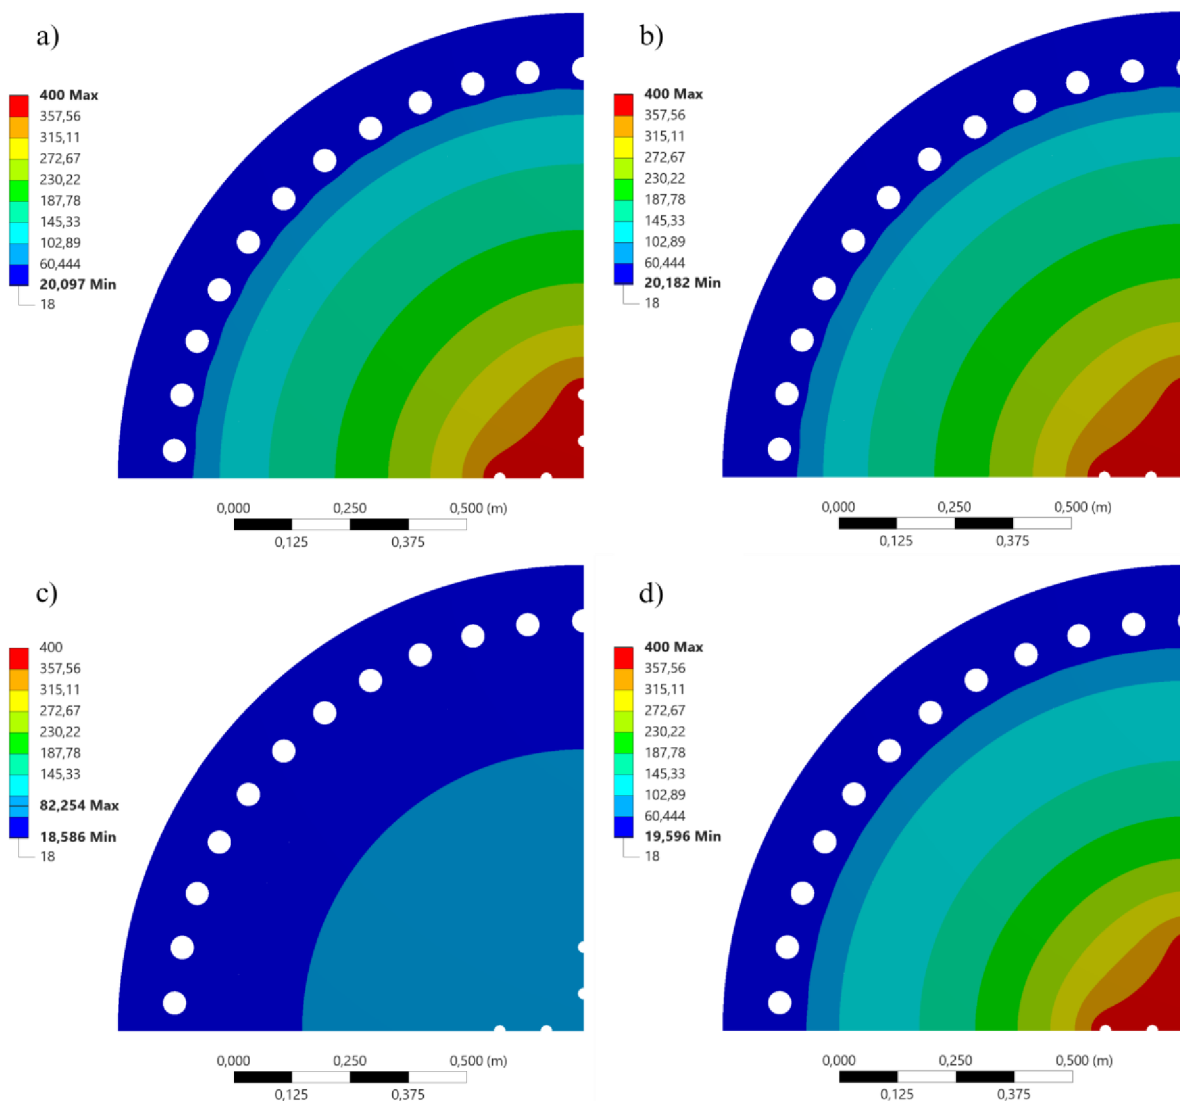 a)
400 Max
357,56
315,11
272,67
230,22
187,78
145,33
102,89
60,444
20,097 Min
18
0,000 0,250 0,500 (m)
0,125 0,375
b)
400 Max
357,56
315,11
272,67
230,22
187,78
145,33
102,89
60,444
20,182 Min
18
0,000 0,250 0,500 (m)
0,125 0,375
c)
400
357,56
315,11
272,67
230,22
187,78
145,33
82,254 Max
18,586 Min
18
0,000 0,250 0,500 (m)
0,125 0,375
d)
400 Max
357,56
315,11
272,67
230,22
187,78
145,33
102,89
60,444
19,596 Min
18
0,000 0,250 0,500 (m)
0,125 0,375